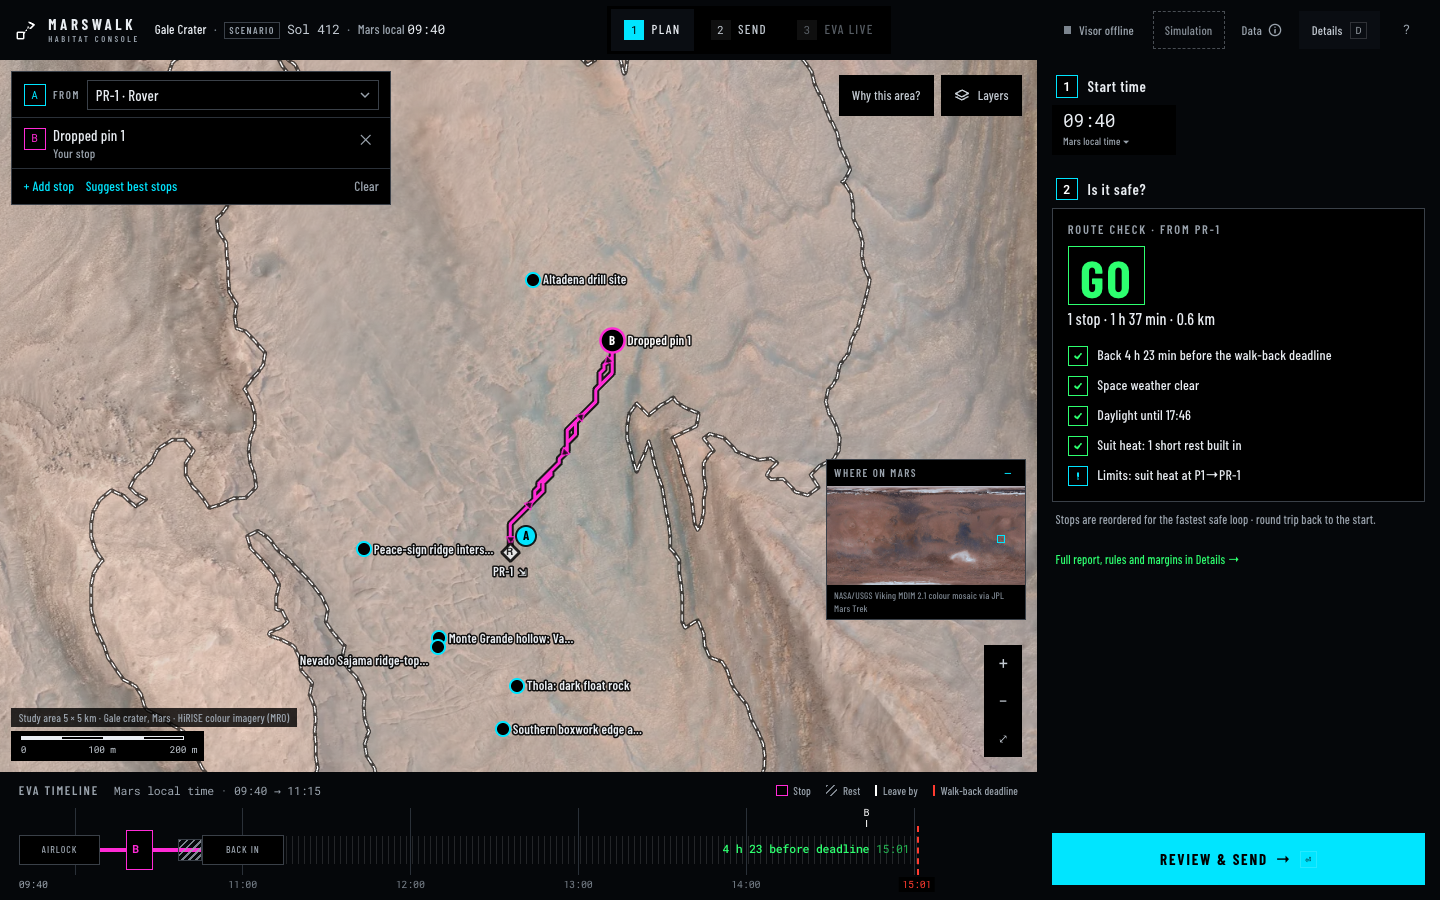 MARSWALK
HABITAT CONSOLE
Gale Crater · SCENARIO Sol 412 · Mars local 09:40
1 PLAN
2 SEND
3 EVA LIVE
Visor offline
Simulation
Data
Details D
?
A FROM PR-1 · Rover
B Dropped pin 1
Your stop
+ Add stop Suggest best stops Clear
Why this area?
Layers
Altadena drill site
B Dropped pin 1
A
Peace-sign ridge inters...
R
PR-1
Monte Grande hollow: Va...
Nevado Sajama ridge-top...
Thola: dark float rock
Southern boxwork edge a...
WHERE ON MARS
NASA/USGS Viking MDIM 2.1 colour mosaic via JPL
Mars Trek
+
−
Study area 5 × 5 km · Gale crater, Mars · HiRISE colour imagery (MRO)
0 100 m 200 m
1 Start time
09:40
Mars local time
2 Is it safe?
ROUTE CHECK · FROM PR-1
GO
1 stop · 1 h 37 min · 0.6 km
Back 4 h 23 min before the walk-back deadline
Space weather clear
Daylight until 17:46
Suit heat: 1 short rest built in
! Limits: suit heat at P1→PR-1
Stops are reordered for the fastest safe loop · round trip back to the start.
Full report, rules and margins in Details →
REVIEW & SEND →
EVA TIMELINE Mars local time · 09:40 → 11:15
Stop Rest Leave by Walk-back deadline
B
AIRLOCK B BACK IN 4 h 23 before deadline 15:01
09:40 11:00 12:00 13:00 14:00 15:01